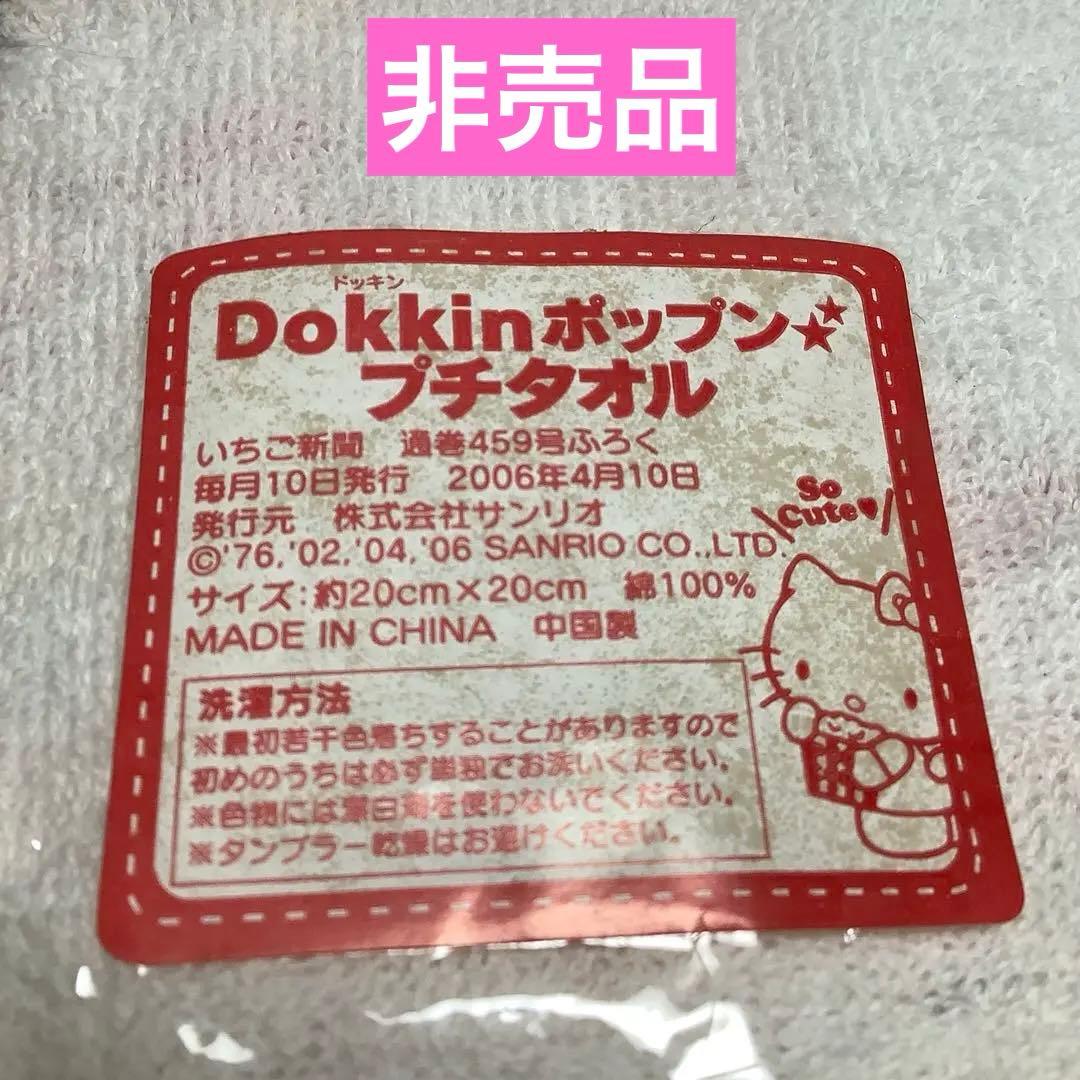 非売品
ドッキン
Dokkinポップン★★
プチタオル
いちご新聞 通巻459号ふろく
毎月10日発行 2006年4月10日
発行元 株式会社サンリオ
©'76,'02,'04,'06 SANRIO CO.,LTD.
サイズ:約20cm×20cm 綿100%
MADE IN CHINA 中国製
So
Cute♥
洗濯方法
※最初若干色落ちすることがありますので
初めのうちは必ず単独でお洗いください。
※色物には漂白剤を使わないでください。
※タンブラー乾燥はお避けください。